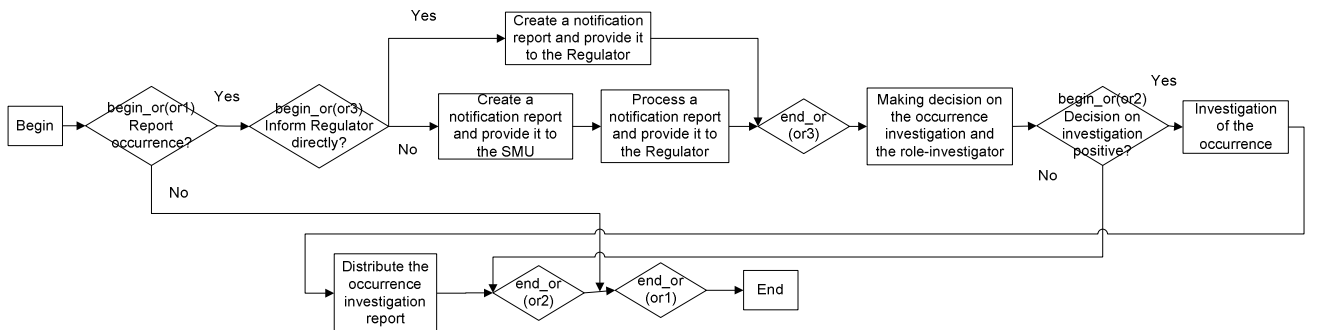 Yes
Create a notification
report and provide it
to the Regulator
Begin
begin_or(or1)
Report
occurrence?
Yes
begin_or(or3)
Inform Regulator
directly?
No
Create a
notification report
and provide it to
the SMU
Process a
notification report
and provide it to
the Regulator
end_or
(or3)
Making decision on
the occurrence
investigation and
the role-investigator
begin_or(or2)
Decision on
investigation
positive?
Yes
No
Investigation
of the
occurrence
No
Distribute the
occurrence
investigation
report
end_or
(or2)
end_or
(or1)
End